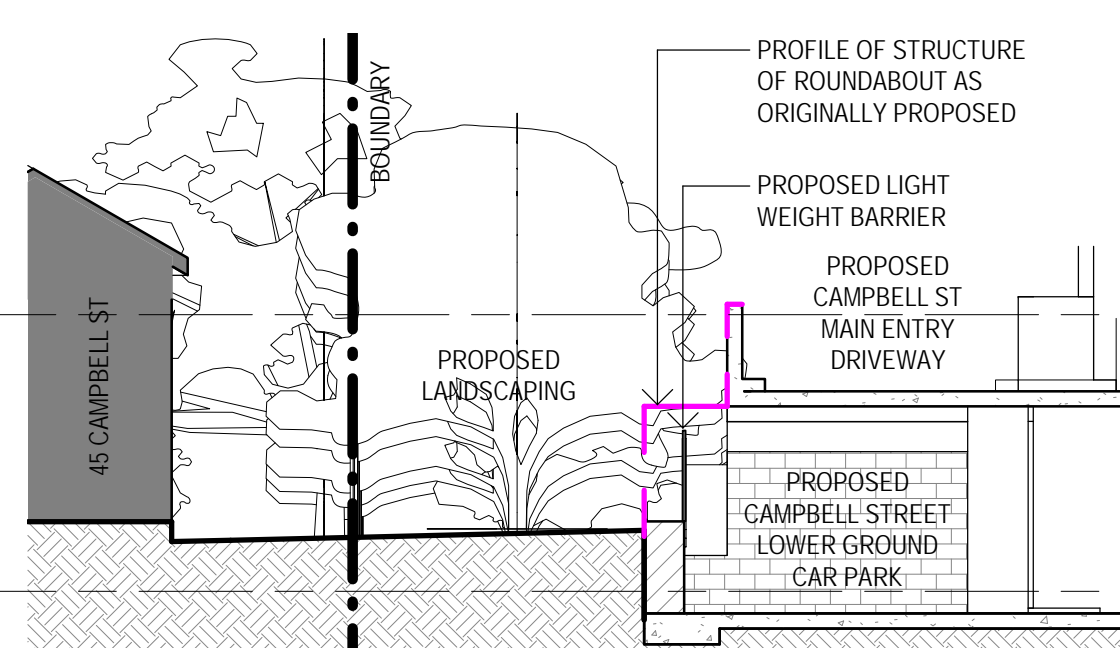 PROFILE OF STRUCTURE
OF ROUNDABOUT AS
ORIGINALLY PROPOSED
BOUNDARY
PROPOSED LIGHT
WEIGHT BARRIER
PROPOSED
CAMPBELL ST
MAIN ENTRY
DRIVEWAY
45 CAMPBELL ST
PROPOSED
LANDSCAPING
PROPOSED
CAMPBELL STREET
LOWER GROUND
CAR PARK